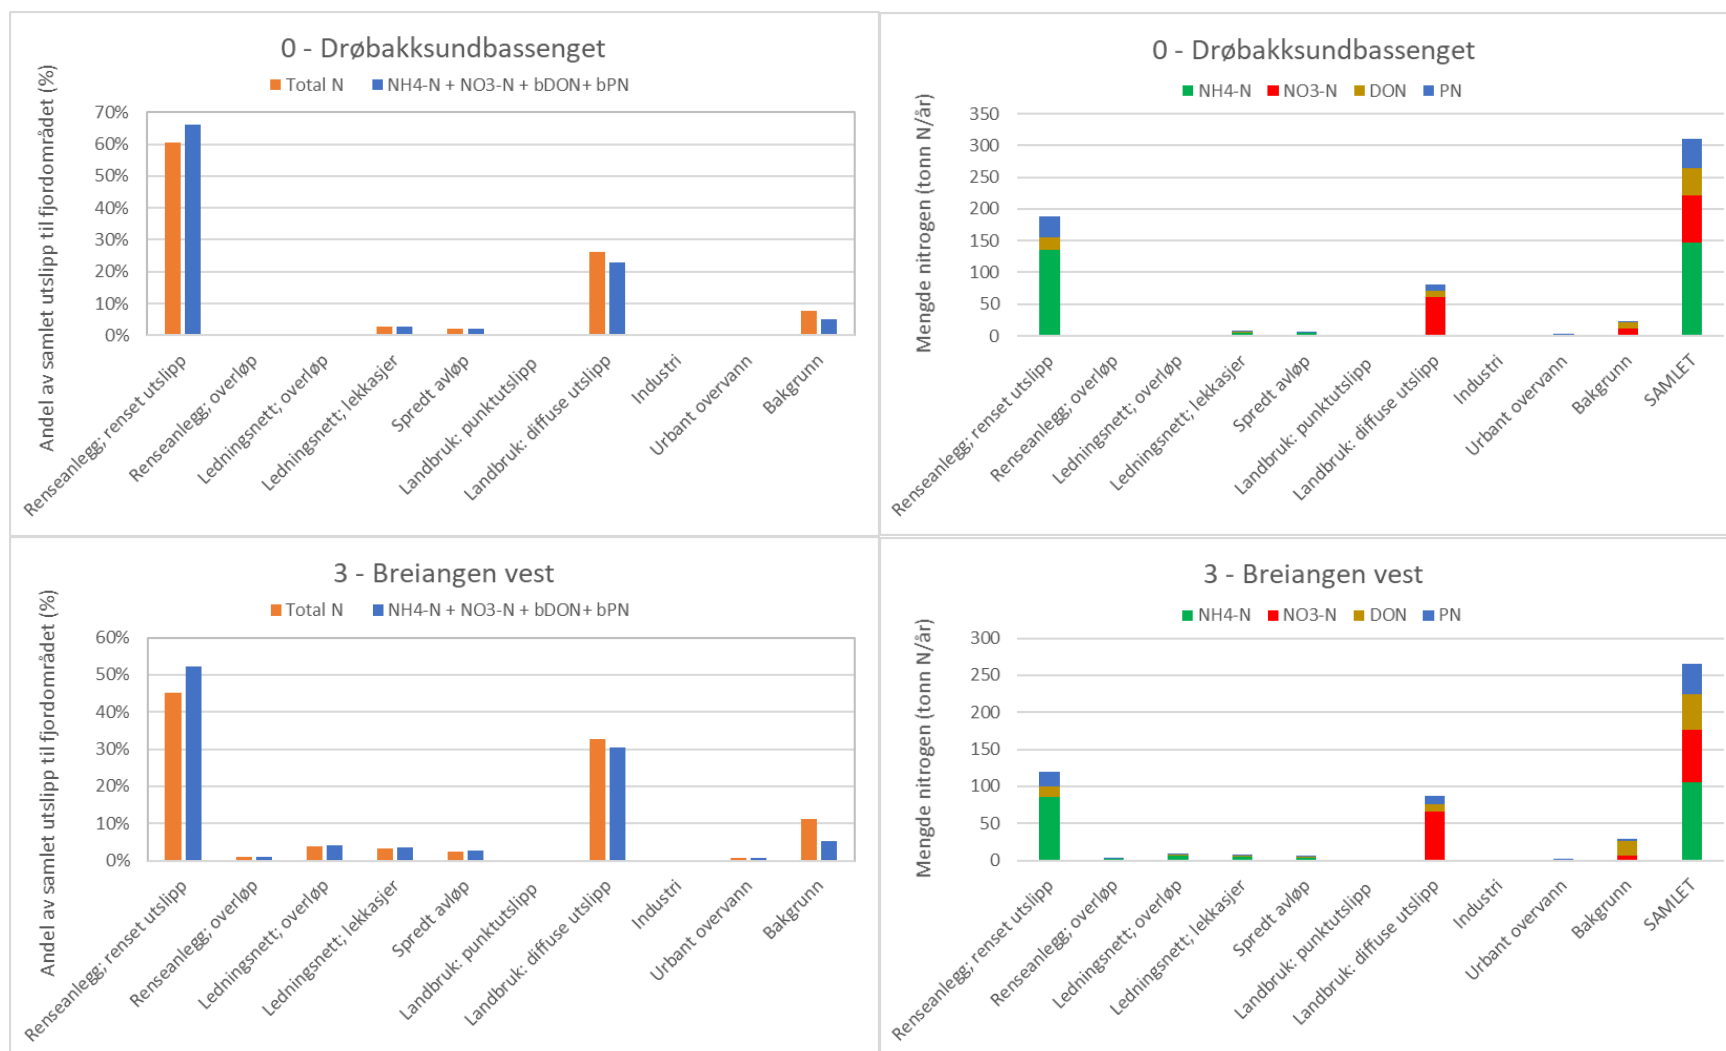 0 - Drøbakksundbassenget
Total N NH4-N + NO3-N + bDON+ bPN
Andel av samlet utslipp til fjordområdet (%)
70%
60%
50%
40%
30%
20%
10%
0%
Renseanlegg; renset utslipp
Renseanlegg; overløp
Ledningsnett; overløp
Ledningsnett; lekkasjer
Spredt avløp
Landbruk: punktutslipp
Landbruk: diffuse utslipp
Industri
Urbant overvann
Bakgrunn
0 - Drøbakksundbassenget
NH4-N NO3-N DON PN
Mengde nitrogen (tonn N/år)
350
300
250
200
150
100
50
0
Renseanlegg; renset utslipp
Renseanlegg; overløp
Ledningsnett; overløp
Ledningsnett; lekkasjer
Spredt avløp
Landbruk: punktutslipp
Landbruk: diffuse utslipp
Industri
Urbant overvann
Bakgrunn
SAMLET
3 - Breiangen vest
Total N NH4-N + NO3-N + bDON+ bPN
Andel av samlet utslipp til fjordområdet (%)
60%
50%
40%
30%
20%
10%
0%
Renseanlegg; renset utslipp
Renseanlegg; overløp
Ledningsnett; overløp
Ledningsnett; lekkasjer
Spredt avløp
Landbruk: punktutslipp
Landbruk: diffuse utslipp
Industri
Urbant overvann
Bakgrunn
3 - Breiangen vest
NH4-N NO3-N DON PN
Mengde nitrogen (tonn N/år)
300
250
200
150
100
50
0
Renseanlegg; renset utslipp
Renseanlegg; overløp
Ledningsnett; overløp
Ledningsnett; lekkasjer
Spredt avløp
Landbruk: punktutslipp
Landbruk: diffuse utslipp
Industri
Urbant overvann
Bakgrunn
SAMLET